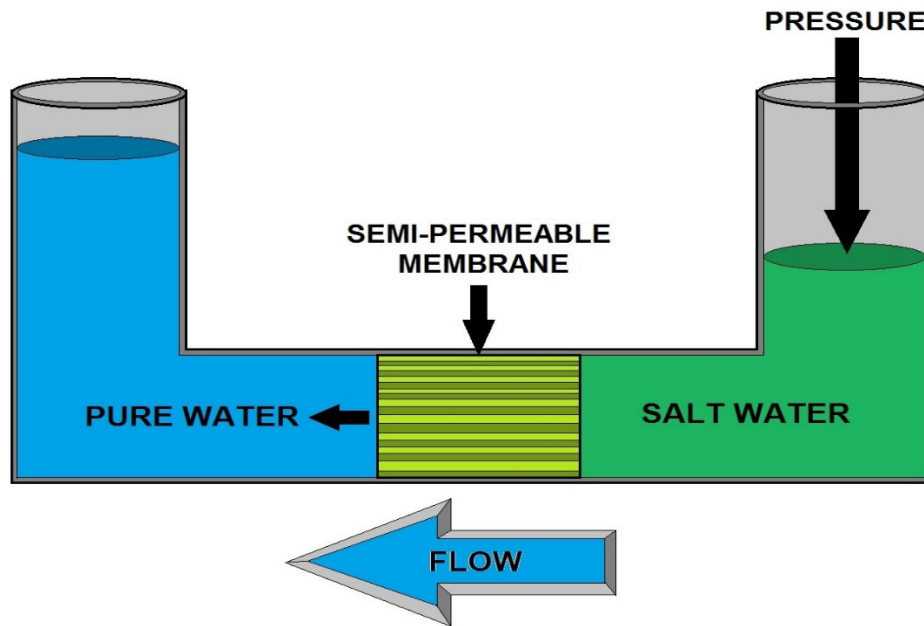 PRESSURE
SEMI-PERMEABLE
MEMBRANE
PURE WATER
SALT WATER
FLOW